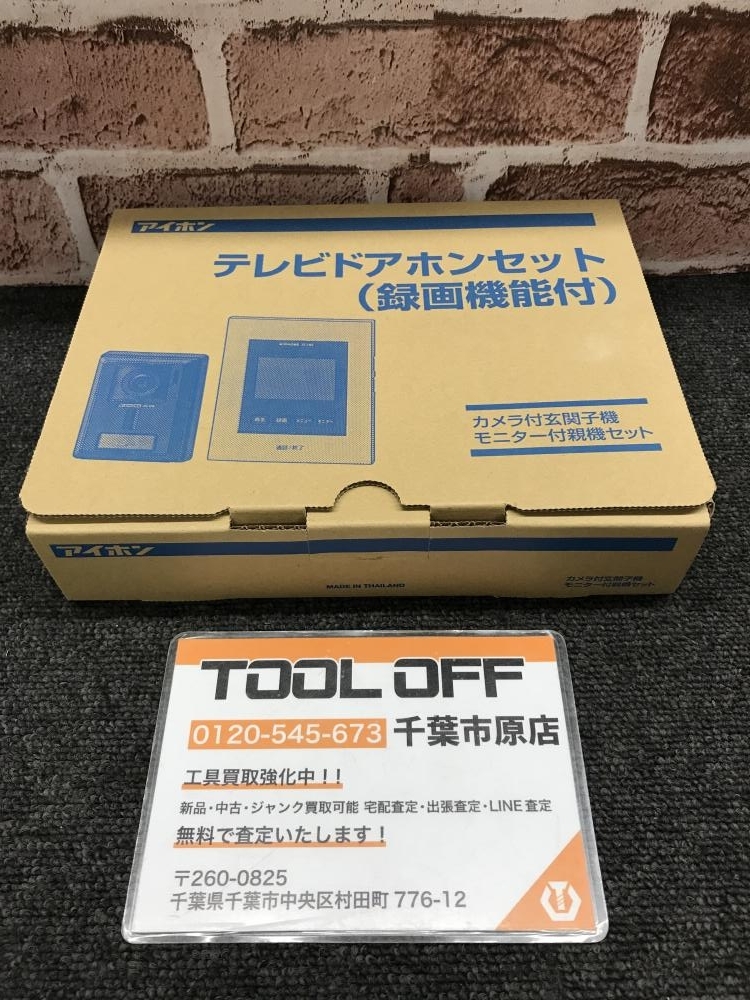 アイホン
テレビドアホンセット
(録画機能付)
カメラ付玄関子機
モニター付親機セット
アイホン
MADE IN THAILAND
カメラ付玄関子機
モニター付親機セット
TOOL OFF
0120-545-673 千葉市原店
工具買取強化中!!
新品・中古・ジャンク買取可能 宅配査定・出張査定・LINE査定
無料で査定いたします!
〒260-0825
千葉県千葉市中央区村田町 776-12